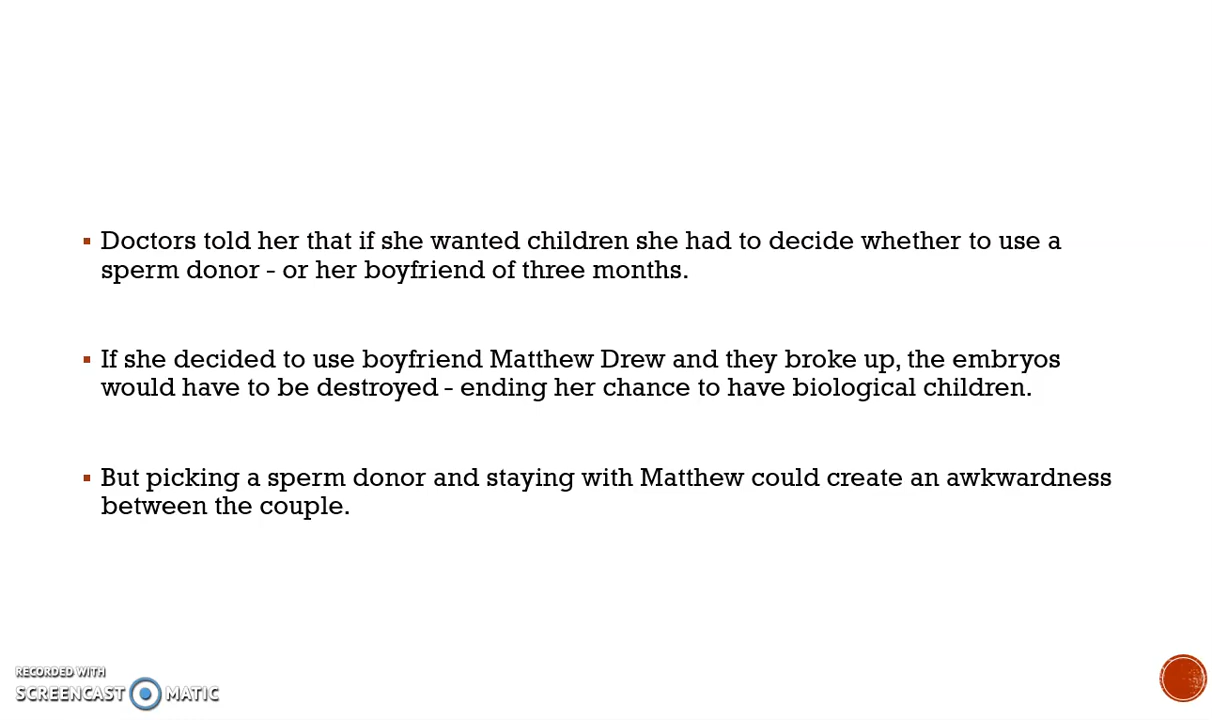 ▪ Doctors told her that if she wanted children she had to decide whether to use a
sperm donor - or her boyfriend of three months.
▪ If she decided to use boyfriend Matthew Drew and they broke up, the embryos
would have to be destroyed - ending her chance to have biological children.
▪ But picking a sperm donor and staying with Matthew could create an awkwardness
between the couple.
RECORDED WITH
SCREENCAST MATIC